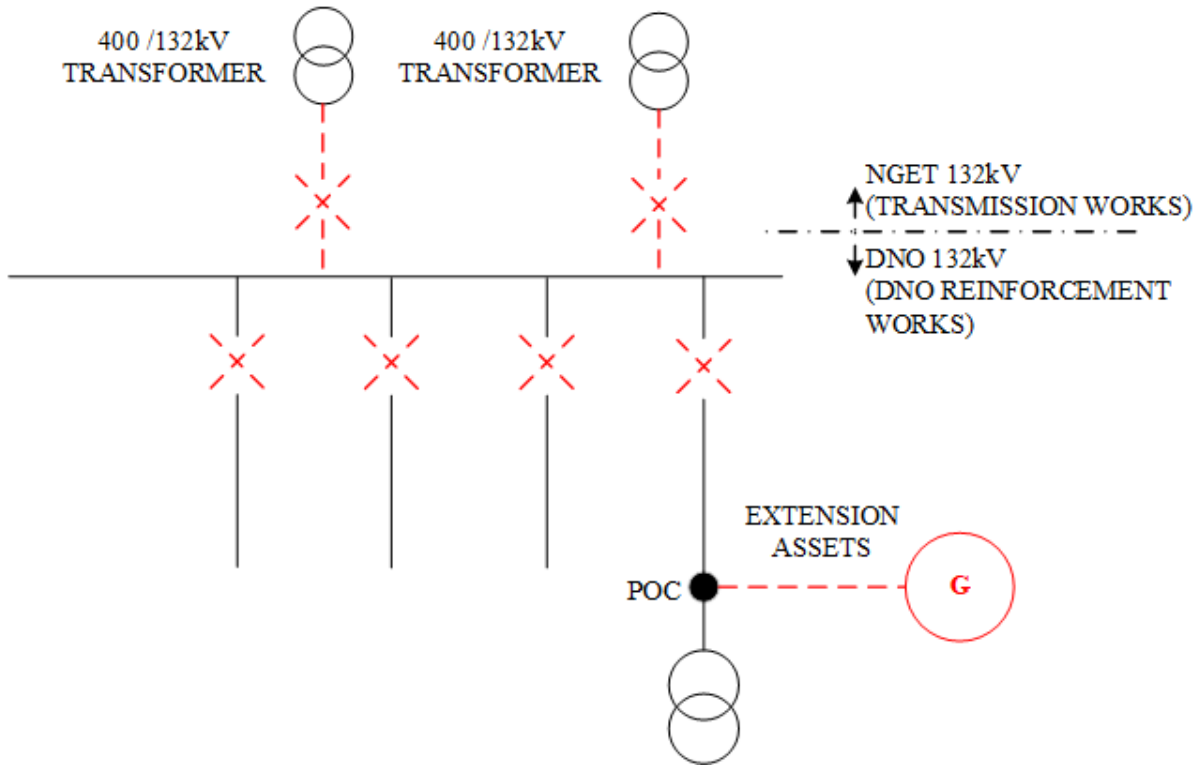 400 /132kV
TRANSFORMER
400 /132kV
TRANSFORMER
NGET 132kV
(TRANSMISSION WORKS)
DNO 132kV
(DNO REINFORCEMENT
WORKS)
EXTENSION
ASSETS
POC
G